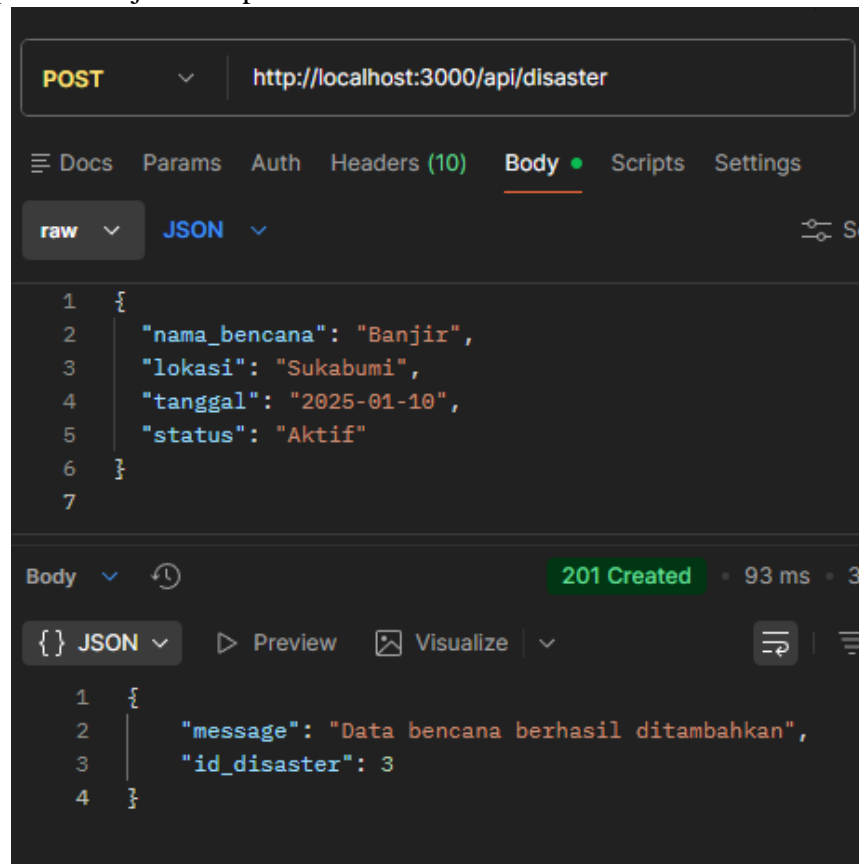 POST http://localhost:3000/api/disaster
Docs Params Auth Headers (10) Body Scripts Settings
raw JSON
1 {
2 "nama_bencana": "Banjir",
3 "lokasi": "Sukabumi",
4 "tanggal": "2025-01-10",
5 "status": "Aktif"
6 }
7
Body 201 Created • 93 ms • 3
{} JSON Preview Visualize
1 {
2 "message": "Data bencana berhasil ditambahkan",
3 "id_disaster": 3
4 }